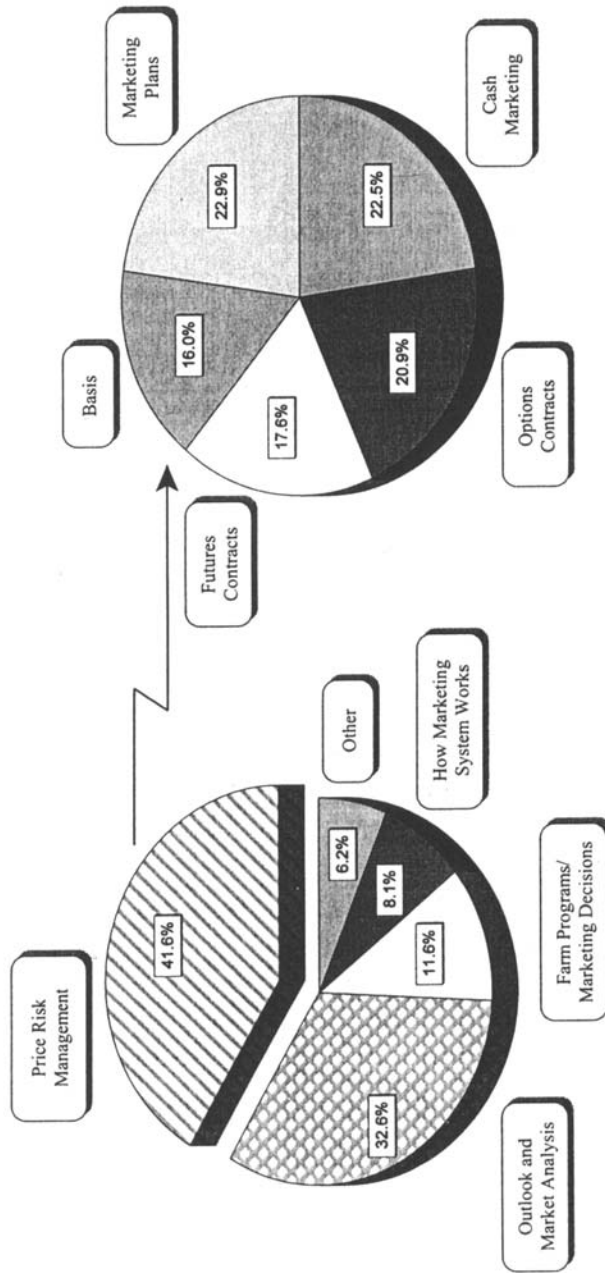 Price Risk
Management
41.6%
Other
6.2%
How Marketing
System Works
8.1%
Farm Programs/
Marketing Decisions
11.6%
Outlook and
Market Analysis
32.6%
Marketing
Plans
22.9%
Cash
Marketing
22.5%
Options
Contracts
20.9%
Futures
Contracts
17.6%
Basis
16.0%